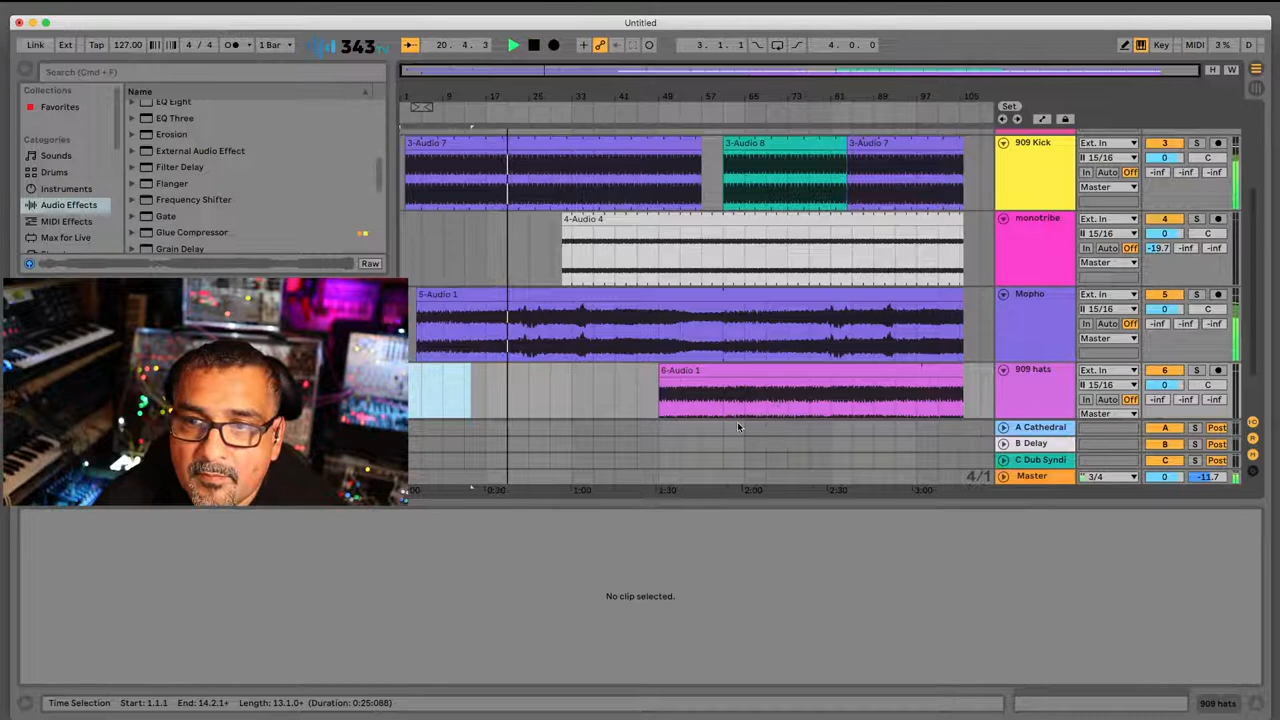 Untitled
Link Ext Tap 127.00 4 / 4 1 Bar 343 TV 20. 4. 3 3. 1. 1 4. 0. 0 Key MIDI 3 % D
Search (Cmd + F)
H W
Collections
Favorites
Categories
Sounds
Drums
Instruments
Audio Effects
MIDI Effects
Max for Live
Name
EQ Eight
EQ Three
Erosion
External Audio Effect
Filter Delay
Flanger
Frequency Shifter
Gate
Glue Compressor
Grain Delay
Raw
1 9 17 25 33 41 49 57 65 73 81 89 97 105
Set
3-Audio 7 3-Audio 8 3-Audio 7
909 Kick Ext. In 3 S
15/16 0 C
In Auto Off -inf -inf
Master
4-Audio 4
monotribe Ext. In 4 S
15/16 0 C
In Auto Off -19.7 -inf
Master
5-Audio 1
Mopho Ext. In 5 S
15/16 0 C
In Auto Off -inf -inf
Master
6-Audio 1
909 hats Ext. In 6 S
15/16 0 C
In Auto Off -inf -inf
Master
A Cathedral A S Post
B Delay B S Post
C Dub Syndi C S Post
4/1
Master 3/4 0 -11.7
:00 0:30 1:00 1:30 2:00 2:30 3:00
No clip selected.
Time Selection Start: 1.1.1 End: 14.2.1+ Length: 13.1.0+ (Duration: 0:25:088)
909 hats